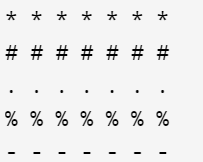 * * * * * * *
# # # # # # #
. . . . . . .
% % % % % % %
- - - - - - -